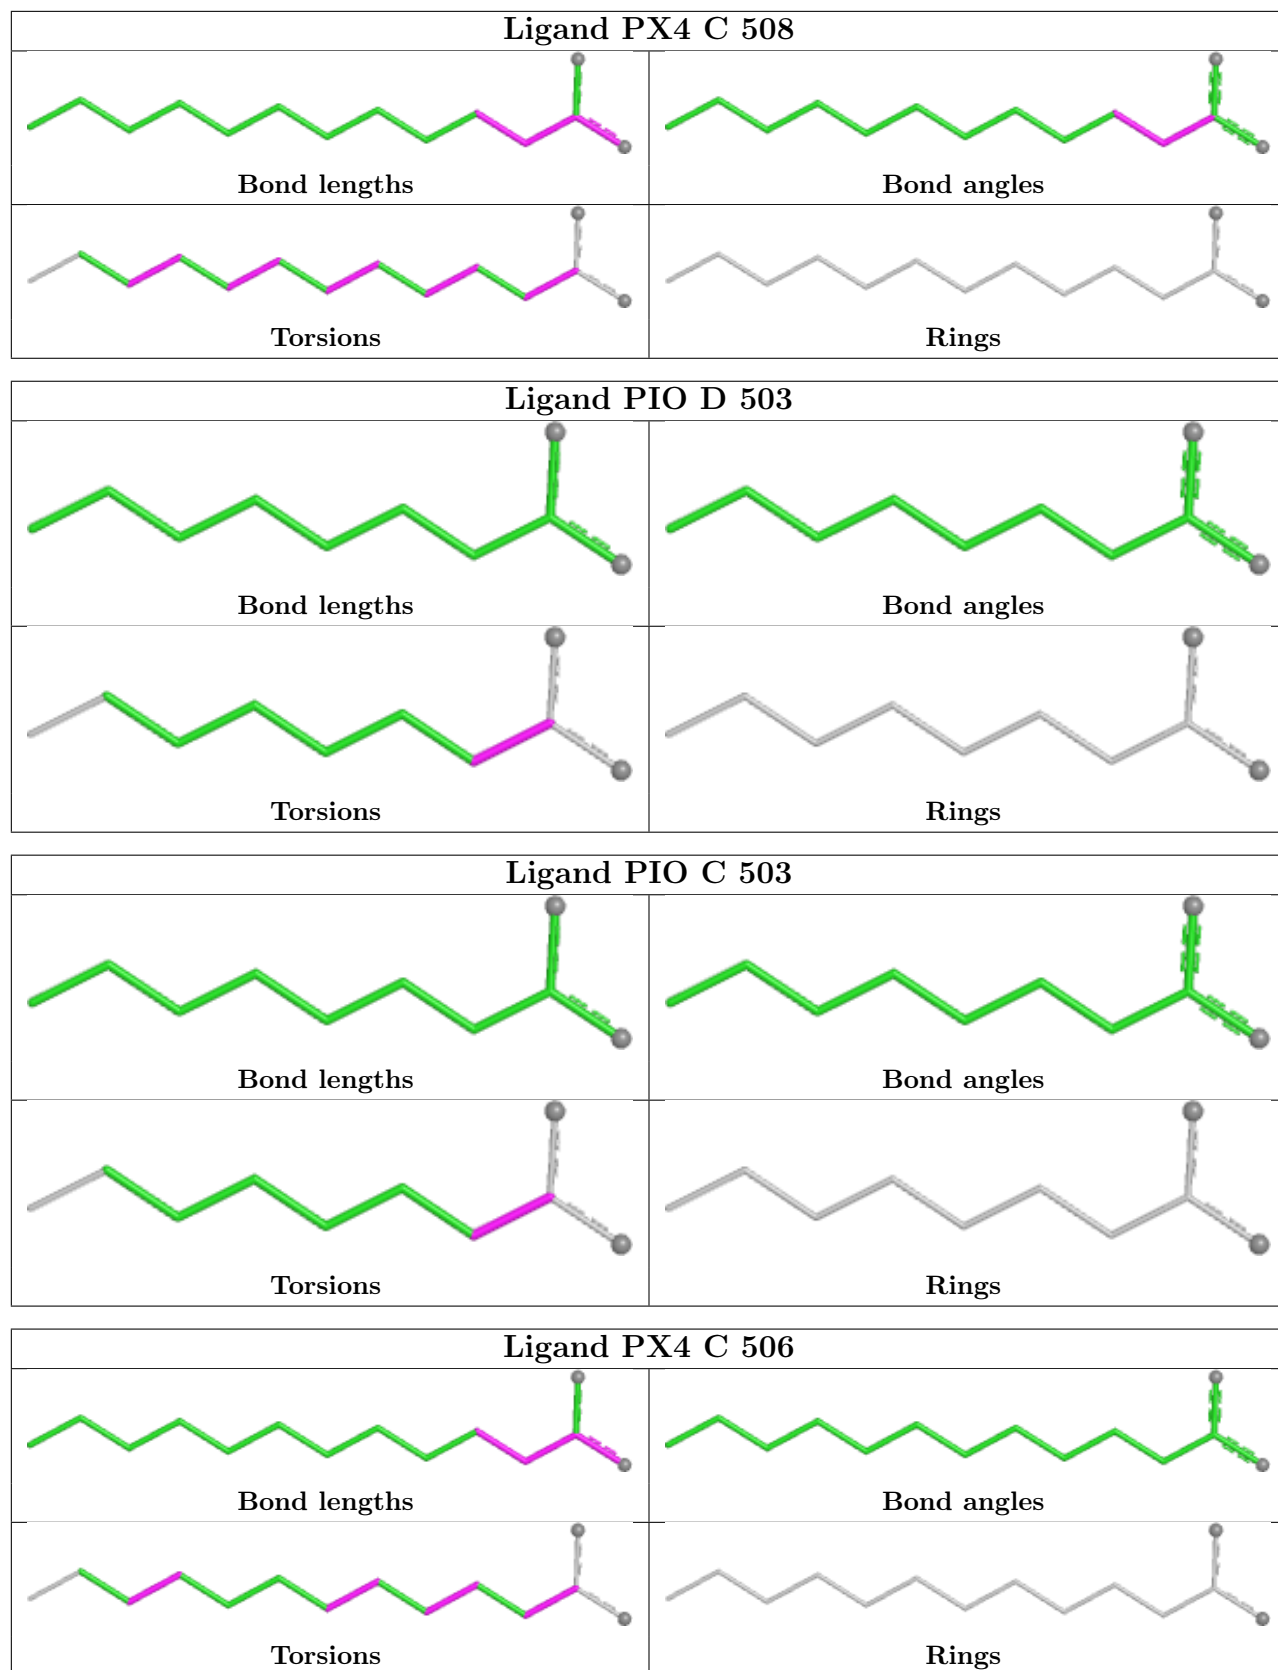 Ligand PX4 C 508
Bond lengths
Bond angles
Torsions
Rings
Ligand PIO D 503
Bond lengths
Bond angles
Torsions
Rings
Ligand PIO C 503
Bond lengths
Bond angles
Torsions
Rings
Ligand PX4 C 506
Bond lengths
Bond angles
Torsions
Rings